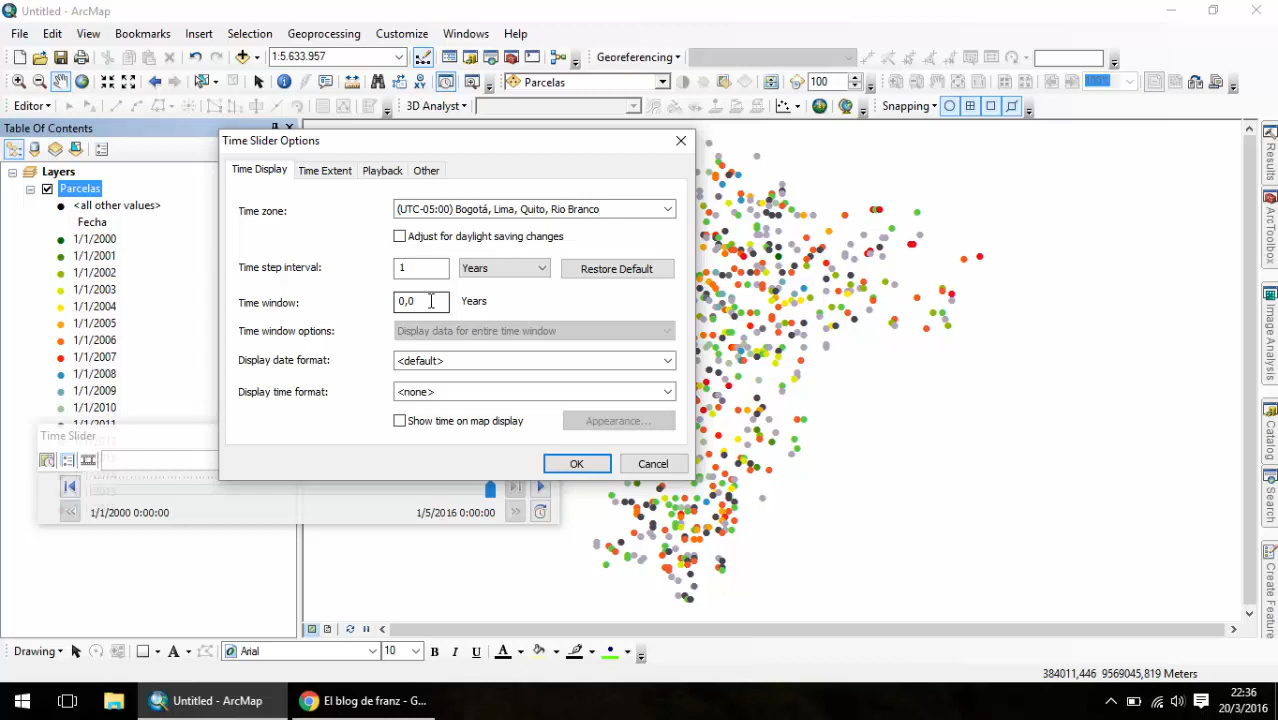 Untitled - ArcMap
File Edit View Bookmarks Insert Selection Geoprocessing Customize Windows Help
1:5.633.957
Georeferencing
Parcelas
100
100%
Editor
3D Analyst
Snapping
Table Of Contents
Layers
Parcelas
<all other values>
Fecha
1/1/2000
1/1/2001
1/1/2002
1/1/2003
1/1/2004
1/1/2005
1/1/2006
1/1/2007
1/1/2008
1/1/2009
1/1/2010
1/1/2011
Time Slider
1/1/2000 0:00:00
1/5/2016 0:00:00
Time Slider Options
Time Display Time Extent Playback Other
Time zone: (UTC-05:00) Bogotá, Lima, Quito, Rio Branco
Adjust for daylight saving changes
Time step interval: 1 Years Restore Default
Time window: 0,0 Years
Time window options: Display data for entire time window
Display date format: <default>
Display time format: <none>
Show time on map display Appearance...
OK Cancel
ArcToolbox
Image Analysis
Catalog
Search
Create Features
Drawing Arial 10 B I U A
384011,446 9569045,819 Meters
Untitled - ArcMap
El blog de franz - G...
22:36
20/3/2016